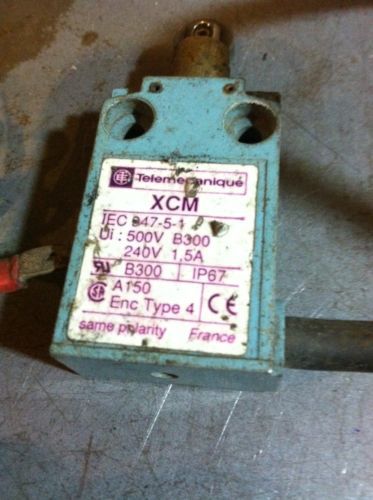 Telemecanique
XCM
IEC 947-5-1
Ui : 500V B300
240V 1,5A
B300 IP67
A150
Enc Type 4 CE
same polarity France